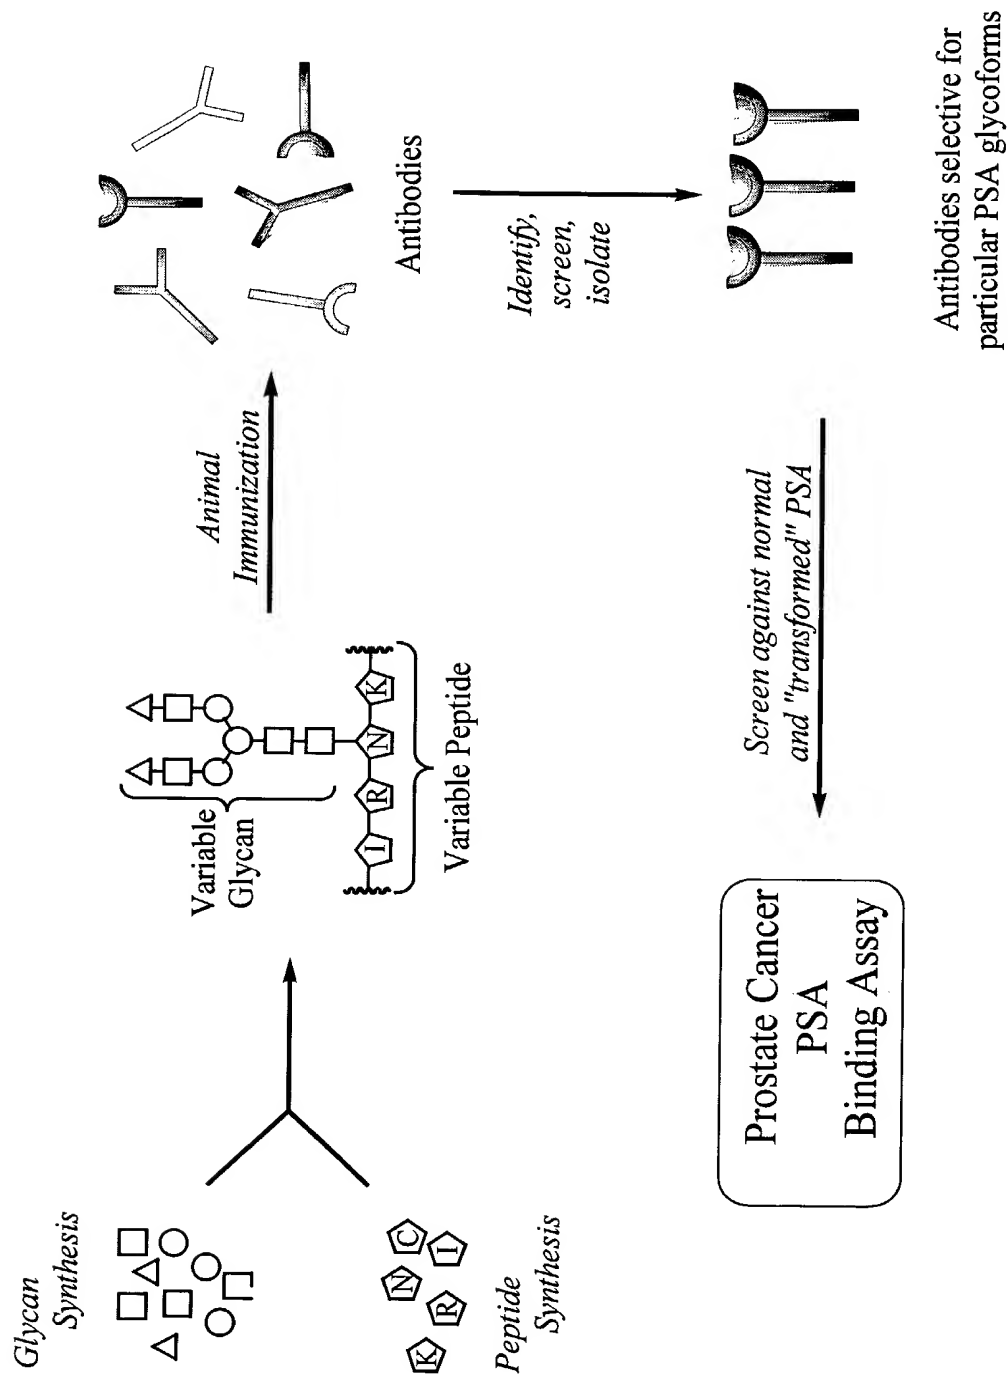 Glycan
Synthesis
K
R
N
C
I
Peptide
Synthesis
Variable
Glycan
I
R
N
K
Variable Peptide
Animal
Immunization
Antibodies
Identify,
screen,
isolate
Antibodies selective for
particular PSA glycoforms
Screen against normal
and "transformed" PSA
Prostate Cancer
PSA
Binding Assay